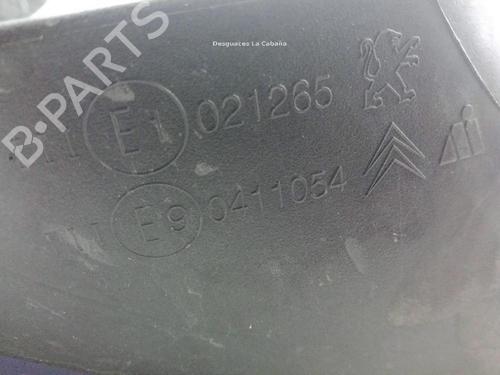 Desguaces La Cabaña
B-PARTS
E1 021265
E9 0411054